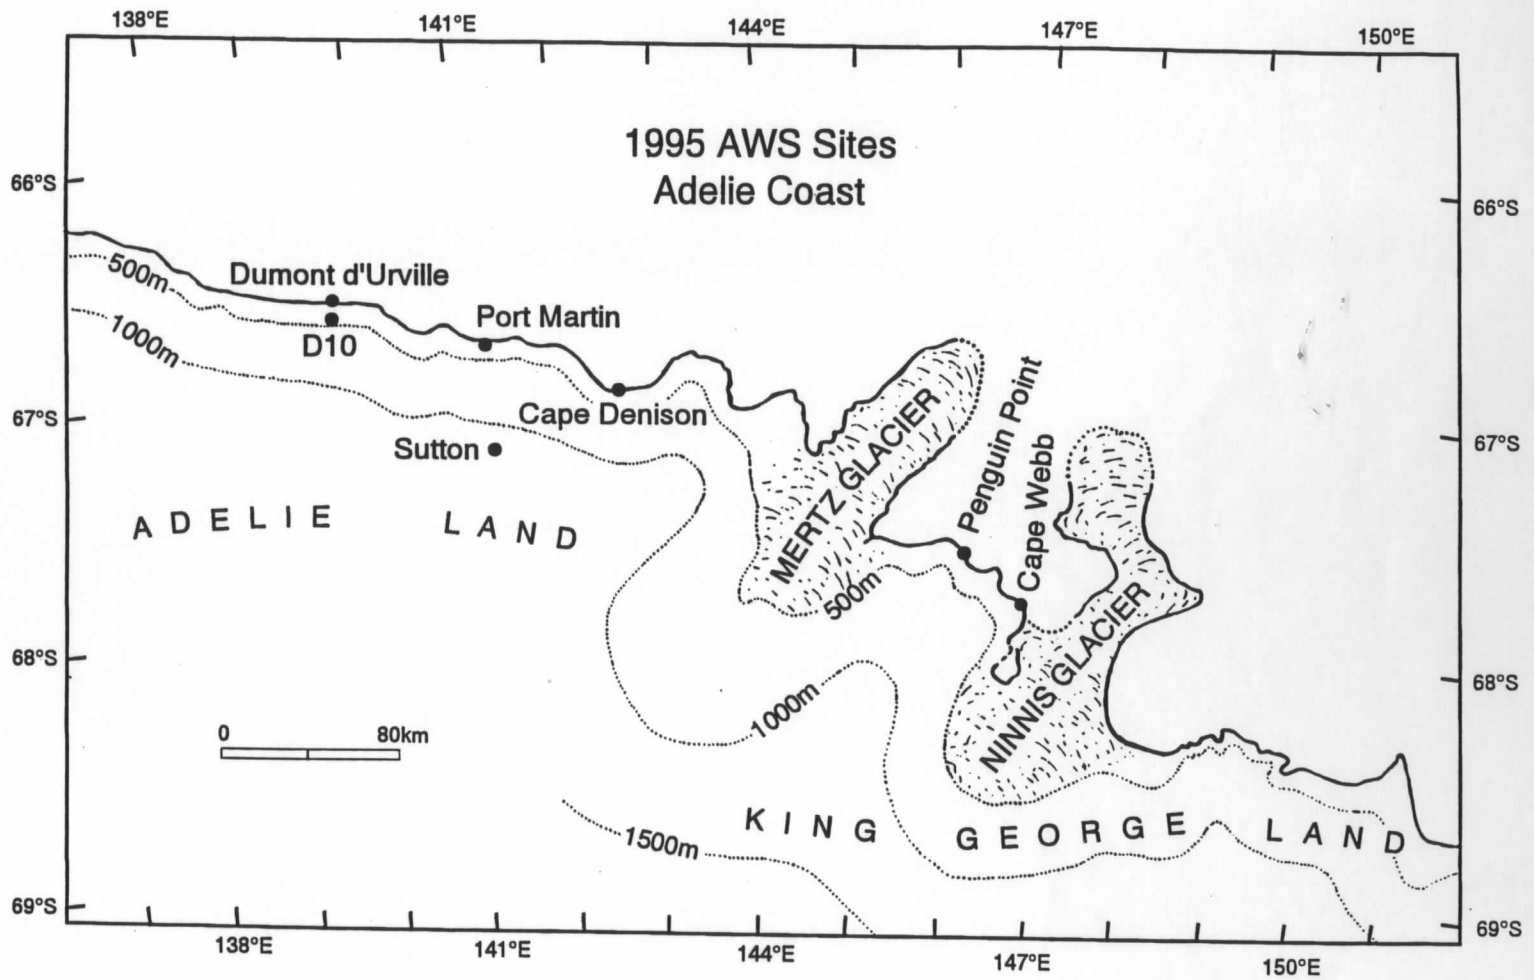 138°E
141°E
144°E
147°E
150°E
1995 AWS Sites
Adelie Coast
66°S
66°S
500m
Dumont d'Urville
Port Martin
1000m
D10
67°S
Cape Denison
MERTZ GLACIER
Penguin Point
67°S
Sutton
Cape Webb
ADELIE LAND
500m
NINNIS GLACIER
68°S
68°S
1000m
0 80km
KING GEORGE LAND
1500m
69°S
69°S
138°E
141°E
144°E
147°E
150°E